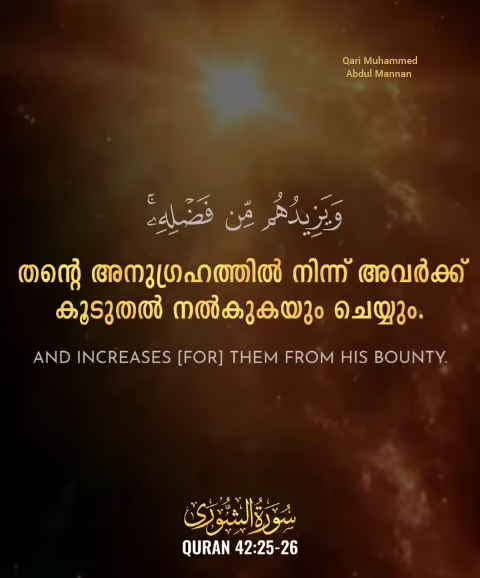 Qari Muhammed
Abdul Mannan
وَيَزِيدُهُم مِّن فَضْلِهِۦۚ
തന്റെ അനുഗ്രഹത്തിൽ നിന്ന് അവർക്ക്
കൂടുതൽ നൽകുകയും ചെയ്യും.
AND INCREASES [FOR] THEM FROM HIS BOUNTY.
سُورَةُ الشُّورَى
QURAN 42:25-26